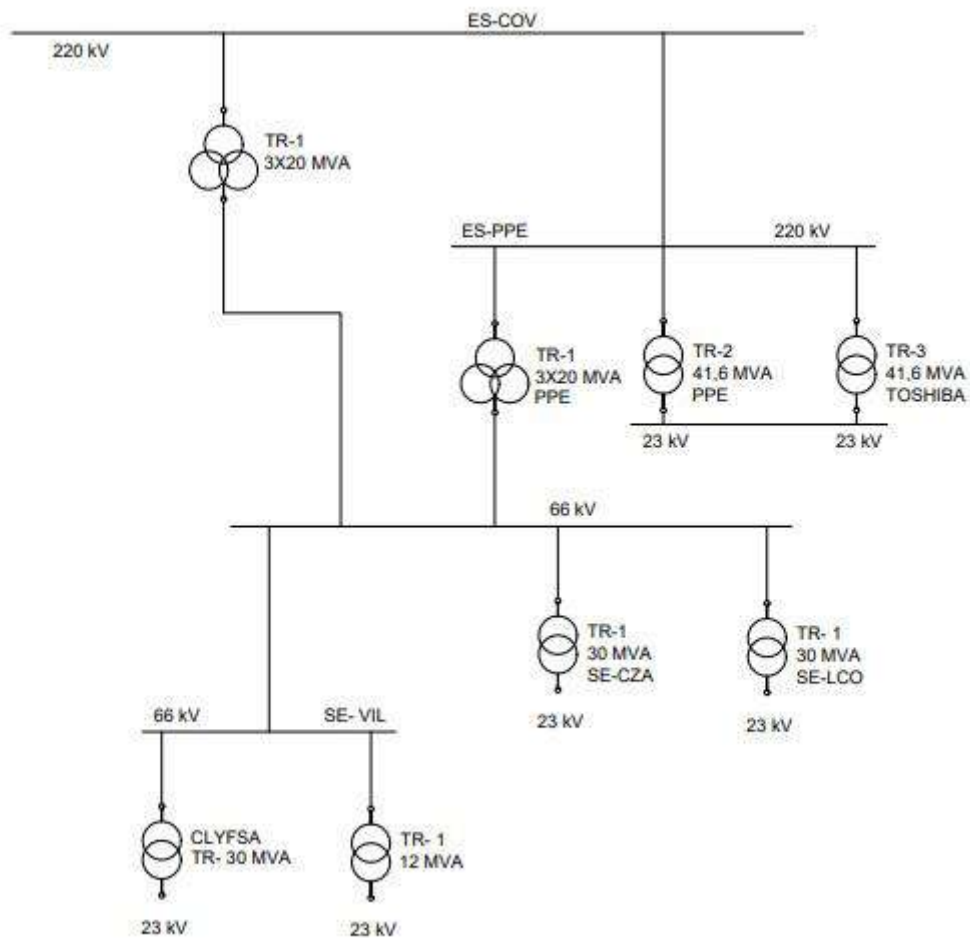 ES-COV
220 kV
TR-1
3X20 MVA
ES-PPE
220 kV
TR-1
3X20 MVA
PPE
TR-2
41,6 MVA
PPE
TR-3
41,6 MVA
TOSHIBA
23 kV
23 kV
66 kV
TR-1
30 MVA
SE-CZA
TR- 1
30 MVA
SE-LCO
23 kV
23 kV
66 kV
SE- VIL
CLYFSA
TR- 30 MVA
TR- 1
12 MVA
23 kV
23 kV